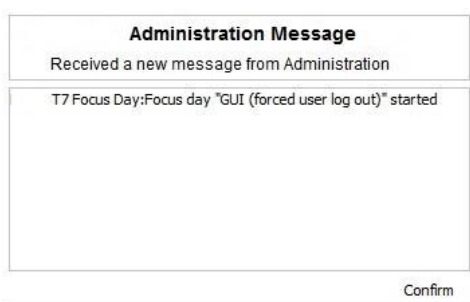 Administration Message
Received a new message from Administration
T7 Focus Day:Focus day "GUI (forced user log out)" started
Confirm